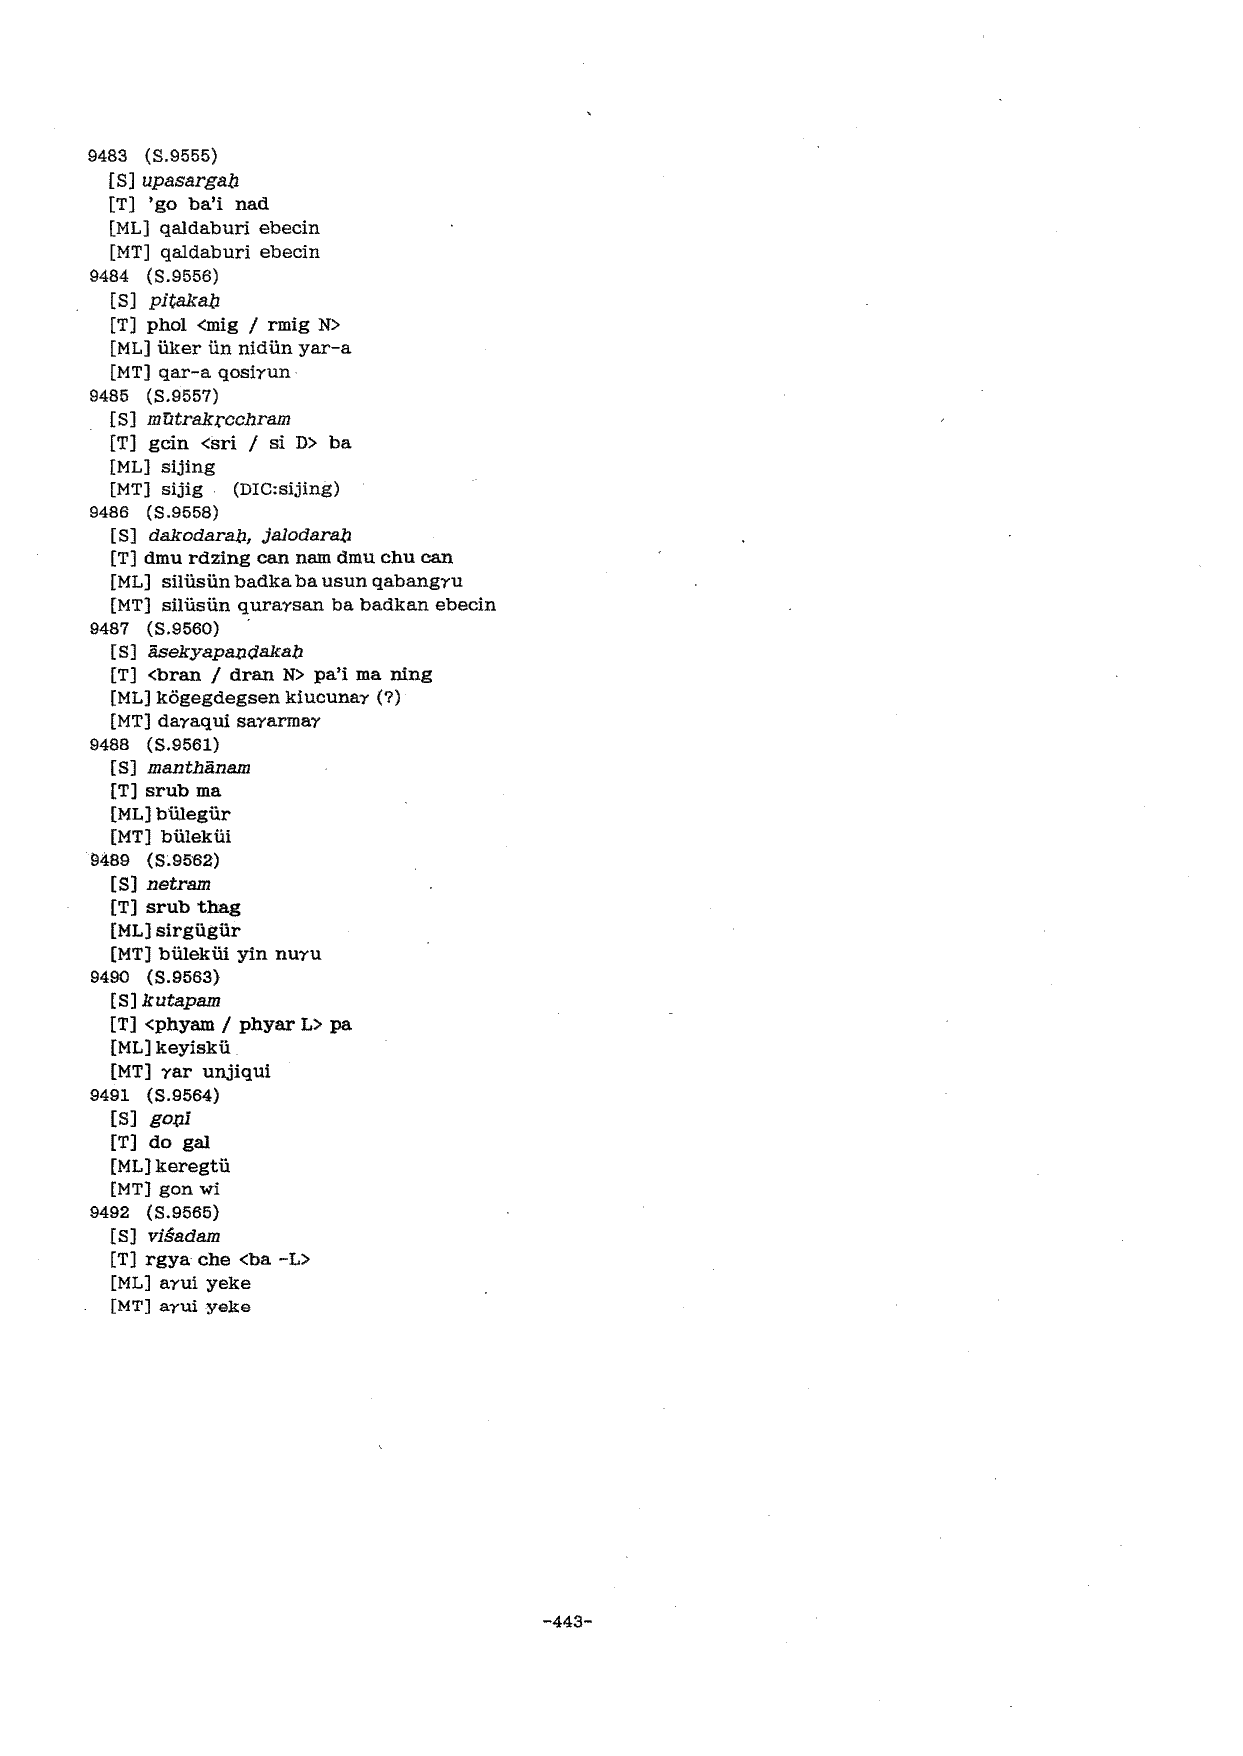 9483 (S.9555)
[S] upasargaḥ
[T] 'go ba'i nad
[ML] qaldaburi ebecin
[MT] qaldaburi ebecin
9484 (S.9556)
[S] piṭakaḥ
[T] phol <mig / rmig N>
[ML] üker ün nidün yar-a
[MT] qar-a qosiγun
9485 (S.9557)
[S] mūtrakṛcchram
[T] gcin <sri / si D> ba
[ML] sijing
[MT] sijig (DIC:sijing)
9486 (S.9558)
[S] dakodaraḥ, jalodaraḥ
[T] dmu rdzing can nam dmu chu can
[ML] silüsün badka ba usun qabangγu
[MT] silüsün quraγsan ba badkan ebecin
9487 (S.9560)
[S] āsekyapaṇḍakaḥ
[T] <bran / dran N> pa'i ma ning
[ML] kögegdegsen kiucunaγ (?)
[MT] daγaqui saγarmaγ
9488 (S.9561)
[S] manthānam
[T] srub ma
[ML] bülegür
[MT] büleküi
9489 (S.9562)
[S] netram
[T] srub thag
[ML] sirgügür
[MT] büleküi yin nuγu
9490 (S.9563)
[S] kutapam
[T] <phyam / phyar L> pa
[ML] keyiskü
[MT] γar unjiqui
9491 (S.9564)
[S] goṇī
[T] do gal
[ML] keregtü
[MT] gon wi
9492 (S.9565)
[S] viśadam
[T] rgya che <ba -L>
[ML] aγui yeke
[MT] aγui yeke
-443-